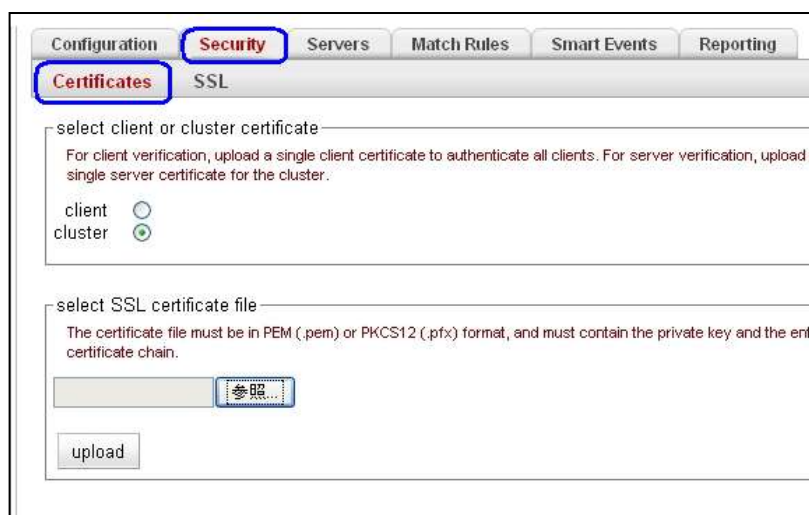 Configuration Security Servers Match Rules Smart Events Reporting
Certificates SSL
select client or cluster certificate
For client verification, upload a single client certificate to authenticate all clients. For server verification, upload
single server certificate for the cluster.
client
cluster
select SSL certificate file
The certificate file must be in PEM (.pem) or PKCS12 (.pfx) format, and must contain the private key and the
certificate chain.
参照...
upload